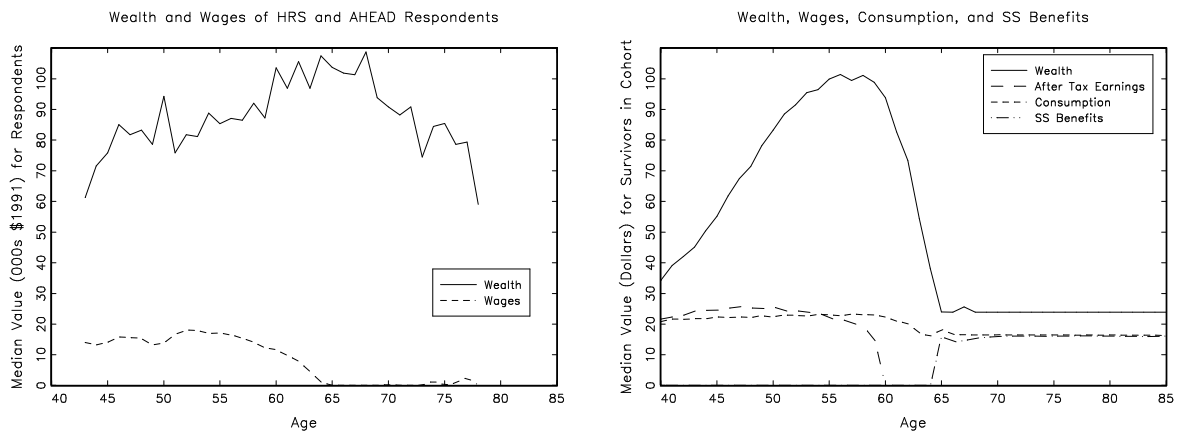 Wealth and Wages of HRS and AHEAD Respondents
Median Value (000s $1991) for Respondents
100
90
80
70
60
50
40
30
20
10
0
Wealth
Wages
40 45 50 55 60 65 70 75 80 85
Age
Wealth, Wages, Consumption, and SS Benefits
Median Value (Dollars) for Survivors in Cohort
100
90
80
70
60
50
40
30
20
10
0
Wealth
After Tax Earnings
Consumption
SS Benefits
40 45 50 55 60 65 70 75 80 85
Age